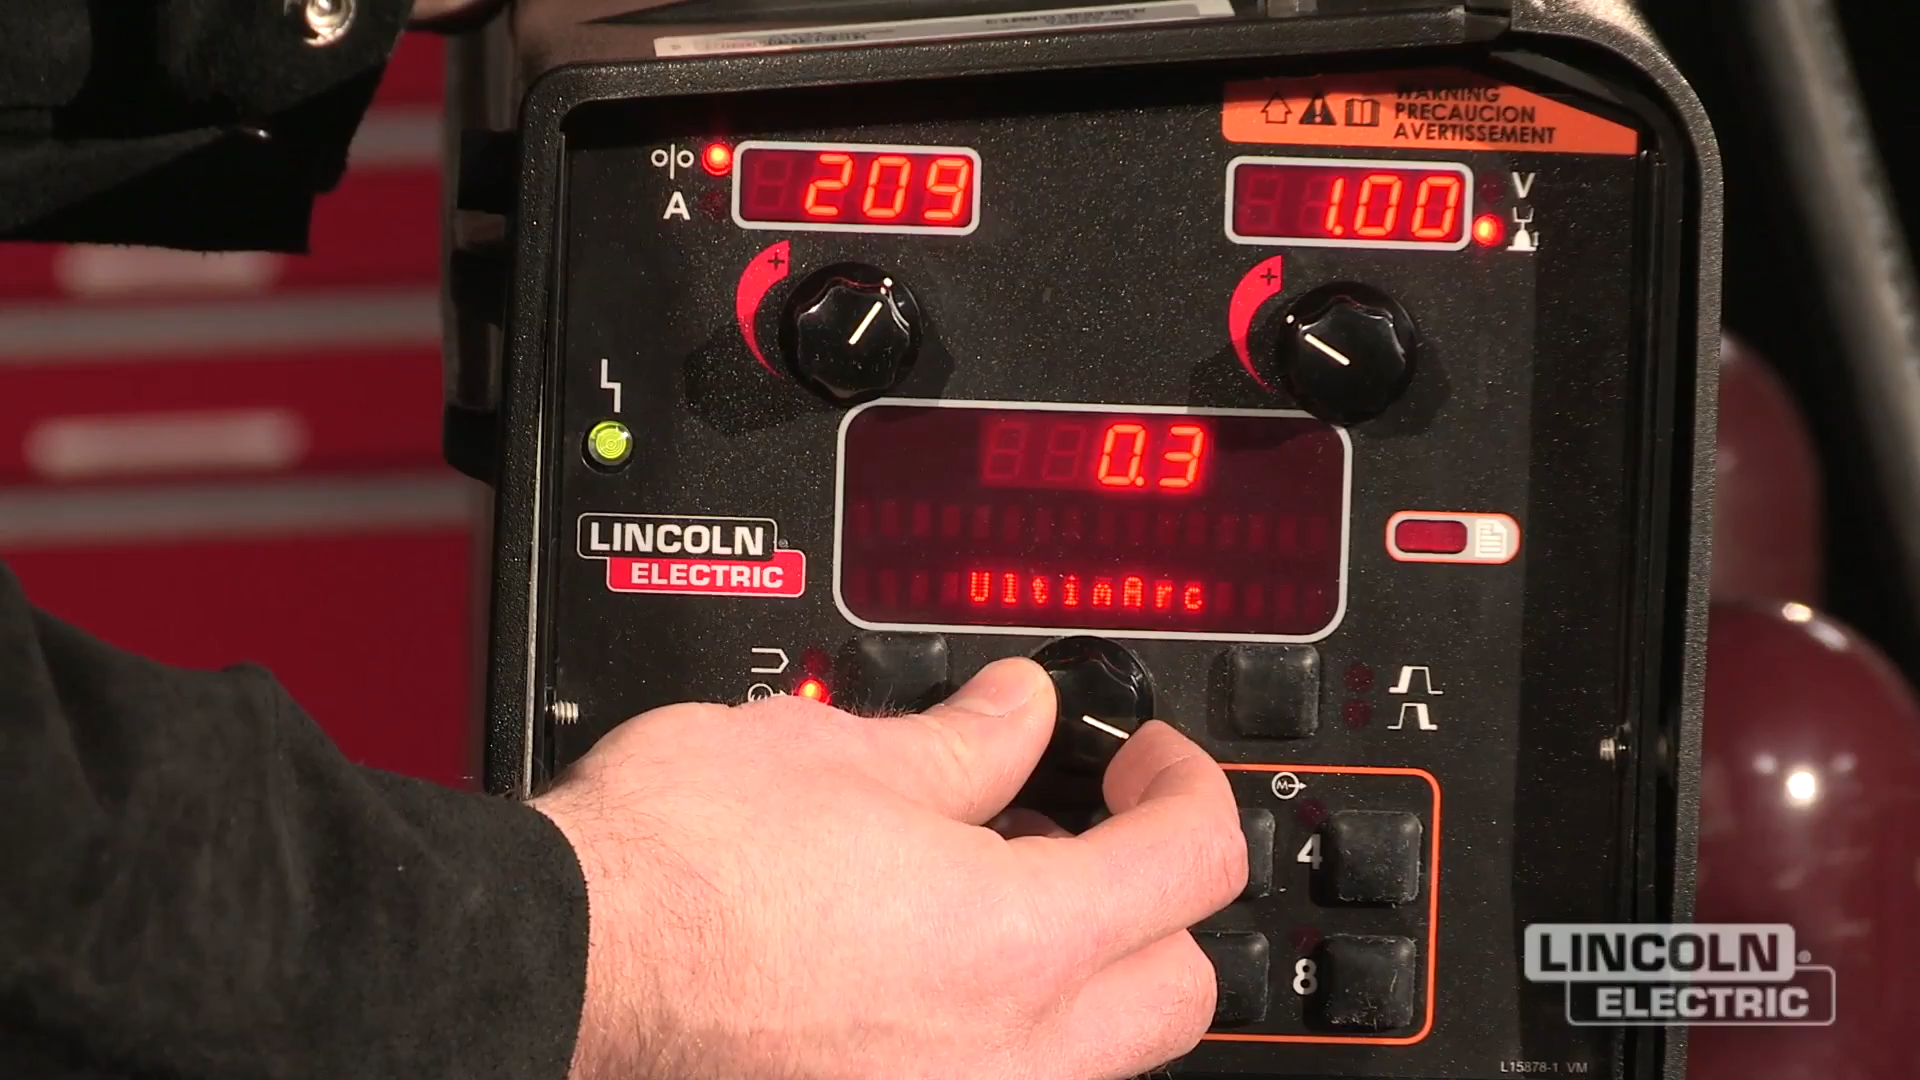 WARNING
PRECAUCION
AVERTISSEMENT
A
209
1.00
V
+
+
0.3
LINCOLN
ELECTRIC
UltimArc
M
4
8
LINCOLN®
ELECTRIC
L15878-1 VM